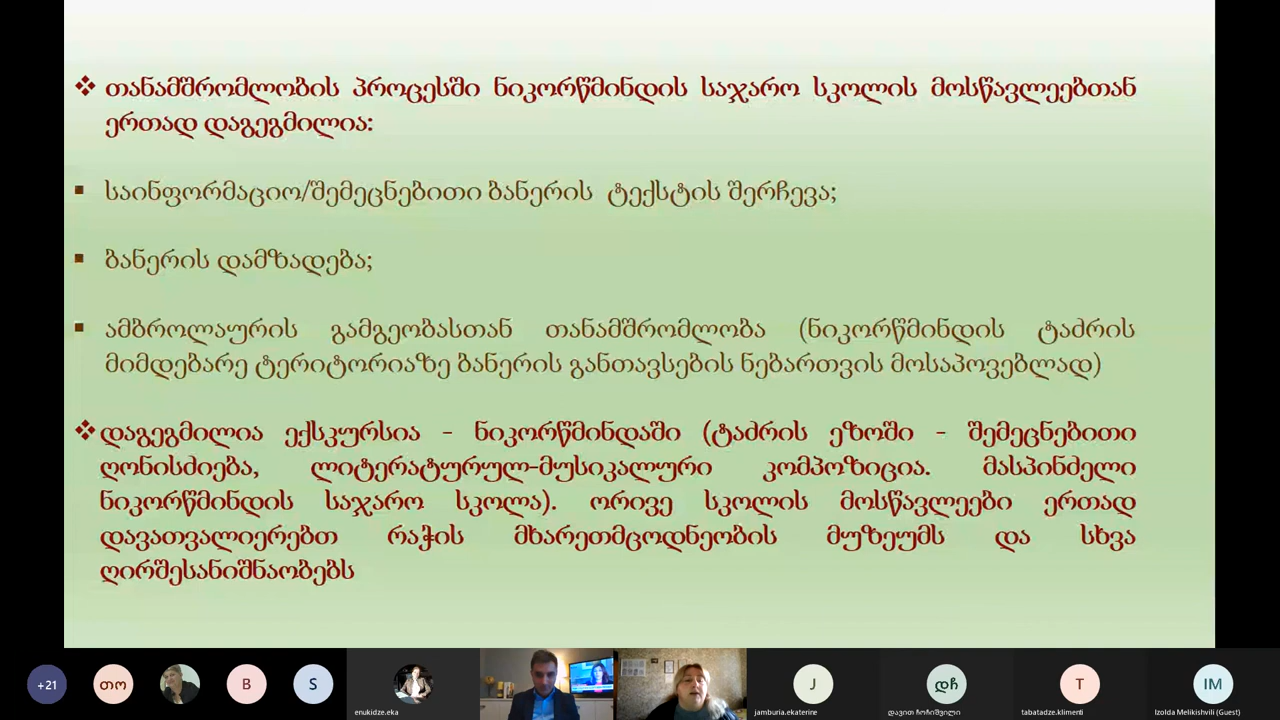 თანამშრომლობის პროცესში ნიკორწმინდის საჯარო სკოლის მოსწავლეებთან
ერთად დაგეგმილია:
საინფორმაციო/შემეცნებითი ბანერის ტექსტის შერჩევა;
ბანერის დამზადება;
ამბროლაურის გამგეობასთან თანამშრომლობა (ნიკორწმინდის ტაძრის
მიმდებარე ტერიტორიაზე ბანერის განთავსების ნებართვის მოსაპოვებლად)
დაგეგმილია ექსკურსია - ნიკორწმინდაში (ტაძრის ეზოში - შემეცნებითი
ღონისძიება, ლიტერატურულ-მუსიკალური კომპოზიცია. მასპინძელი
ნიკორწმინდის საჯარო სკოლა). ორივე სკოლის მოსწავლეები ერთად
დავათვალიერებთ რაჭის მხარეთმცოდნეობის მუზეუმს და სხვა
ღირშესანიშნაობებს
+21 თო B S J დჩ T IM
enukidze.eka jamburia.ekaterine დავით ჩოჩიშვილი tabatadze.klimenti Izolda Melikishvili (Guest)